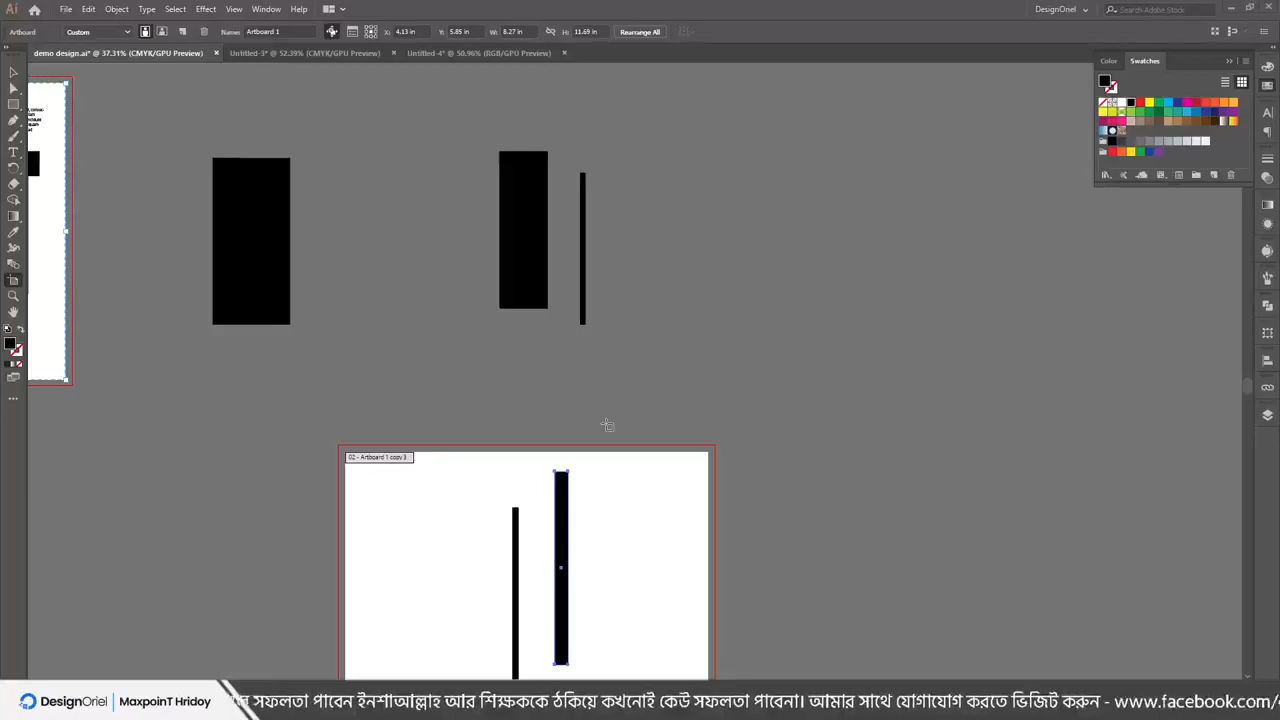 Ai File Edit Object Type Select Effect View Window Help
DesignOriel Search Adobe Stock
Artboard Custom Name: Artboard 1 X: 4.13 in Y: 5.85 in W: 8.27 in H: 11.69 in Rearrange All
demo design.ai* @ 37.31% (CMYK/GPU Preview) × Untitled-3* @ 52.39% (CMYK/GPU Preview) × Untitled-4* @ 50.96% (RGB/GPU Preview) ×
Color Swatches
02 - Artboard 1 copy 3
DesignOriel MaxpoinT Hridoy সফলতা পাবেন ইনশাআল্লাহ আর শিক্ষককে ঠকিয়ে কখনোই কেউ সফলতা পাবেনা। আমার সাথে যোগাযোগ করতে ভিজিট করুন - www.facebook.com/